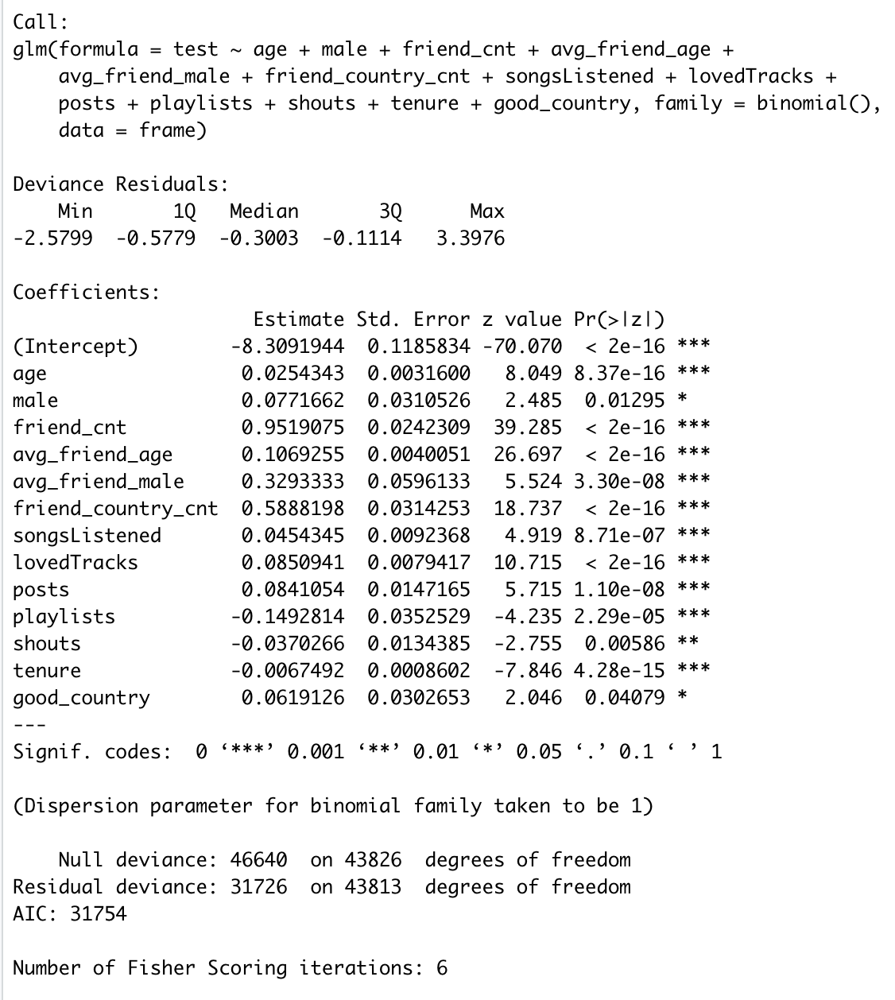 Call:
glm(formula = test ~ age + male + friend_cnt + avg_friend_age +
    avg_friend_male + friend_country_cnt + songsListened + lovedTracks +
    posts + playlists + shouts + tenure + good_country, family = binomial(),
    data = frame)

Deviance Residuals:
    Min       1Q   Median       3Q      Max
-2.5799  -0.5779  -0.3003  -0.1114   3.3976

Coefficients:
                     Estimate Std. Error z value Pr(>|z|)
(Intercept)        -8.3091944  0.1185834 -70.070  < 2e-16 ***
age                 0.0254343  0.0031600   8.049 8.37e-16 ***
male                0.0771662  0.0310526   2.485  0.01295 *
friend_cnt          0.9519075  0.0242309  39.285  < 2e-16 ***
avg_friend_age      0.1069255  0.0040051  26.697  < 2e-16 ***
avg_friend_male     0.3293333  0.0596133   5.524 3.30e-08 ***
friend_country_cnt  0.5888198  0.0314253  18.737  < 2e-16 ***
songsListened       0.0454345  0.0092368   4.919 8.71e-07 ***
lovedTracks         0.0850941  0.0079417  10.715  < 2e-16 ***
posts               0.0841054  0.0147165   5.715 1.10e-08 ***
playlists          -0.1492814  0.0352529  -4.235 2.29e-05 ***
shouts             -0.0370266  0.0134385  -2.755  0.00586 **
tenure             -0.0067492  0.0008602  -7.846 4.28e-15 ***
good_country        0.0619126  0.0302653   2.046  0.04079 *
---
Signif. codes:  0 ‘***’ 0.001 ‘**’ 0.01 ‘*’ 0.05 ‘.’ 0.1 ‘ ’ 1

(Dispersion parameter for binomial family taken to be 1)

    Null deviance: 46640  on 43826  degrees of freedom
Residual deviance: 31726  on 43813  degrees of freedom
AIC: 31754

Number of Fisher Scoring iterations: 6